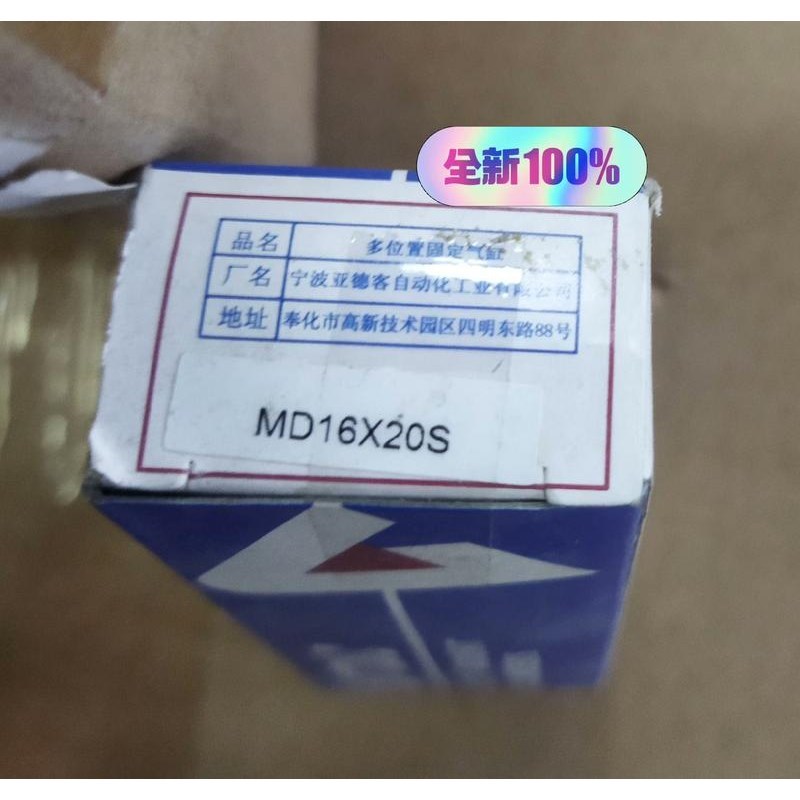 全新100%
品名 多位置固定气缸
厂名 宁波亚德客自动化工业有限公司
地址 奉化市高新技术园区四明东路88号
MD16X20S